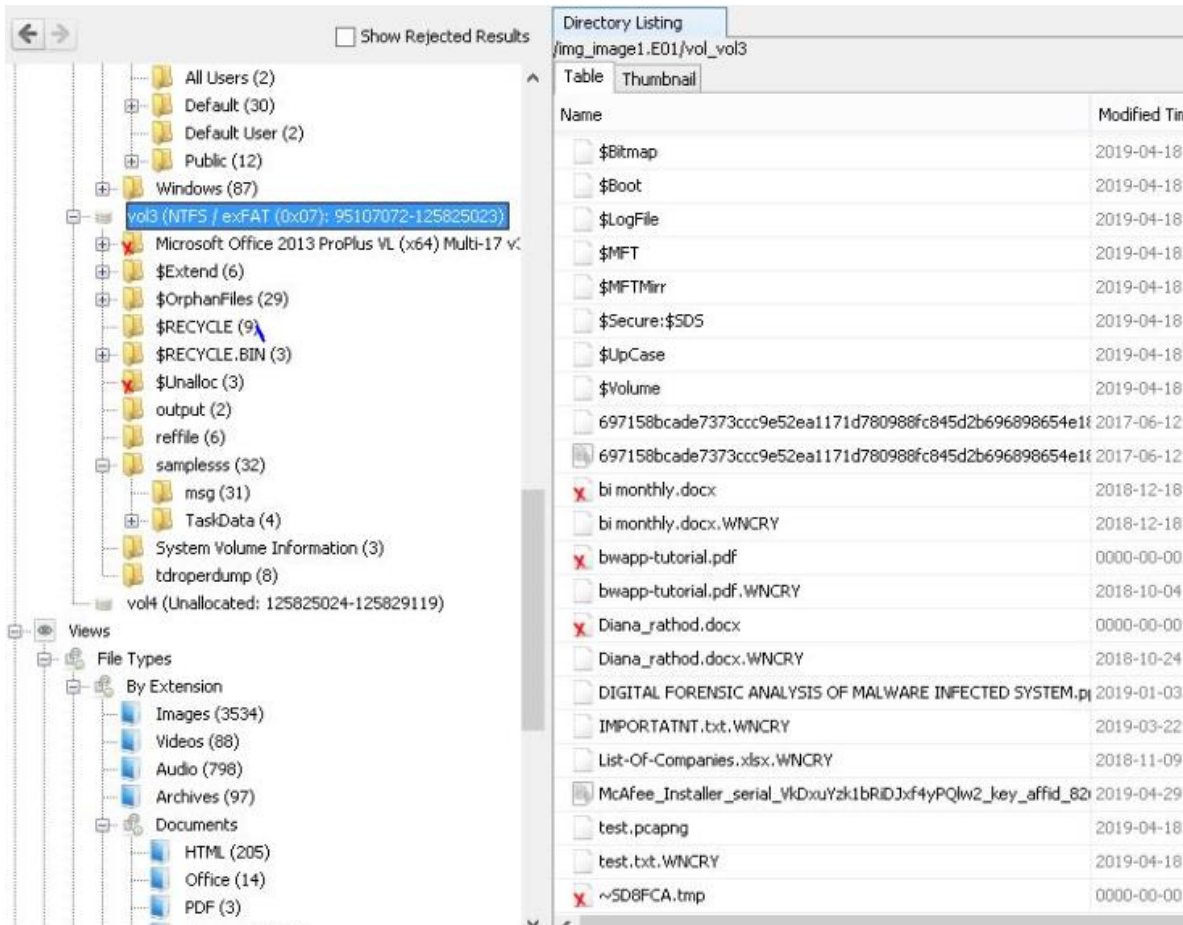 Show Rejected Results
All Users (2)
Default (30)
Default User (2)
Public (12)
Windows (87)
vol3 (NTFS / exFAT (0x07): 95107072-125825023)
Microsoft Office 2013 ProPlus VL (x64) Multi-17
$Extend (6)
$OrphanFiles (29)
$RECYCLE (9)
$RECYCLE.BIN (3)
$Unalloc (3)
output (2)
reffile (6)
samplesss (32)
msg (31)
TaskData (4)
System Volume Information (3)
tdroperdump (8)
vol4 (Unallocated: 125825024-125829119)
Views
File Types
By Extension
Images (3534)
Videos (88)
Audio (798)
Archives (97)
Documents
HTML (205)
Office (14)
PDF (3)
Directory Listing
/img_image1.E01/vol_vol3
Table Thumbnail
Name Modified Tim
$Bitmap 2019-04-18
$Boot 2019-04-18
$LogFile 2019-04-18
$MFT 2019-04-18
$MFTMirr 2019-04-18
$Secure:$SDS 2019-04-18
$UpCase 2019-04-18
$Volume 2019-04-18
697158bcade7373ccc9e52ea1171d780988fc845d2b696898654e18 2017-06-12
697158bcade7373ccc9e52ea1171d780988fc845d2b696898654e18 2017-06-12
bi monthly.docx 2018-12-18
bi monthly.docx.WNCRY 2018-12-18
bwapp-tutorial.pdf 0000-00-00
bwapp-tutorial.pdf.WNCRY 2018-10-04
Diana_rathod.docx 0000-00-00
Diana_rathod.docx.WNCRY 2018-10-24
DIGITAL FORENSIC ANALYSIS OF MALWARE INFECTED SYSTEM.pp 2019-01-03
IMPORTATNT.txt.WNCRY 2019-03-22
List-Of-Companies.xlsx.WNCRY 2018-11-09
McAfee_Installer_serial_VkDxuYzk1bRiDJxf4yPQlw2_key_affid_82 2019-04-29
test.pcapng 2019-04-18
test.txt.WNCRY 2019-04-18
~SD8FCA.tmp 0000-00-00